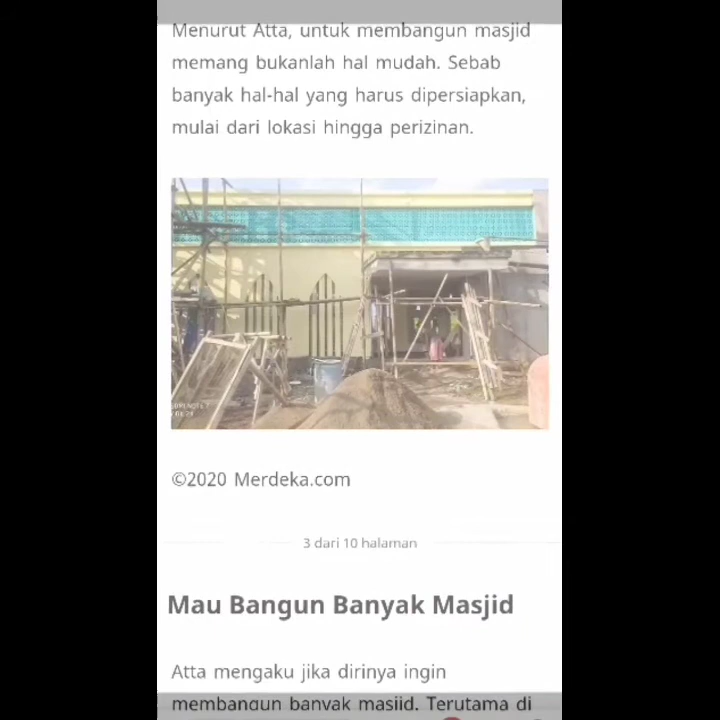 Menurut Atta, untuk membangun masjid
memang bukanlah hal mudah. Sebab
banyak hal-hal yang harus dipersiapkan,
mulai dari lokasi hingga perizinan.
©2020 Merdeka.com
3 dari 10 halaman
Mau Bangun Banyak Masjid
Atta mengaku jika dirinya ingin
membangun banyak masjid. Terutama di